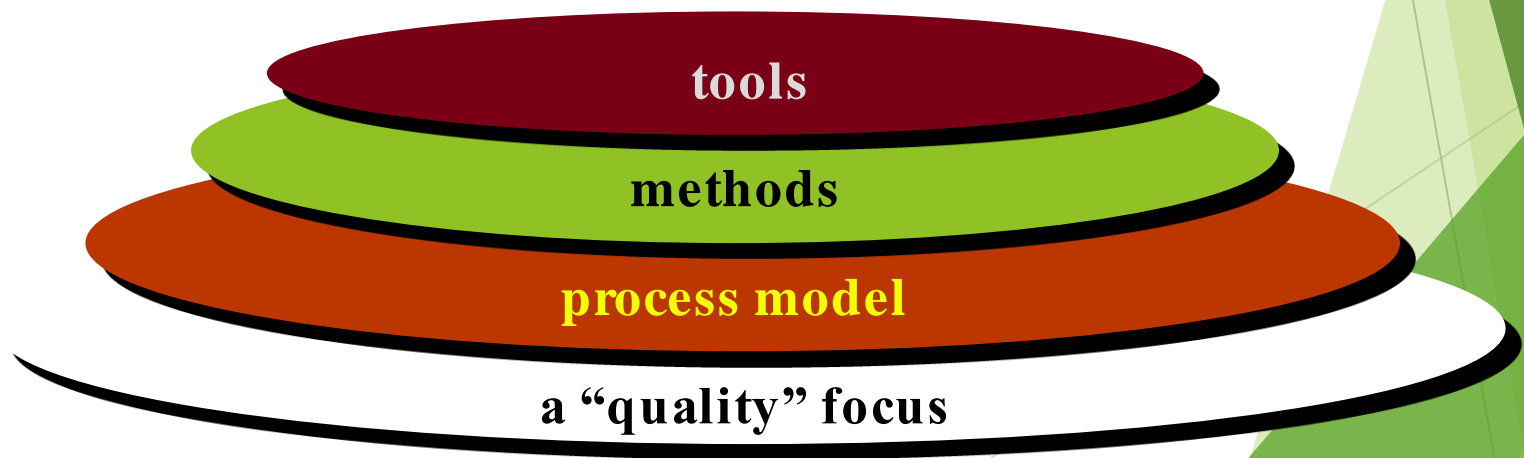 tools
methods
process model
a “quality” focus